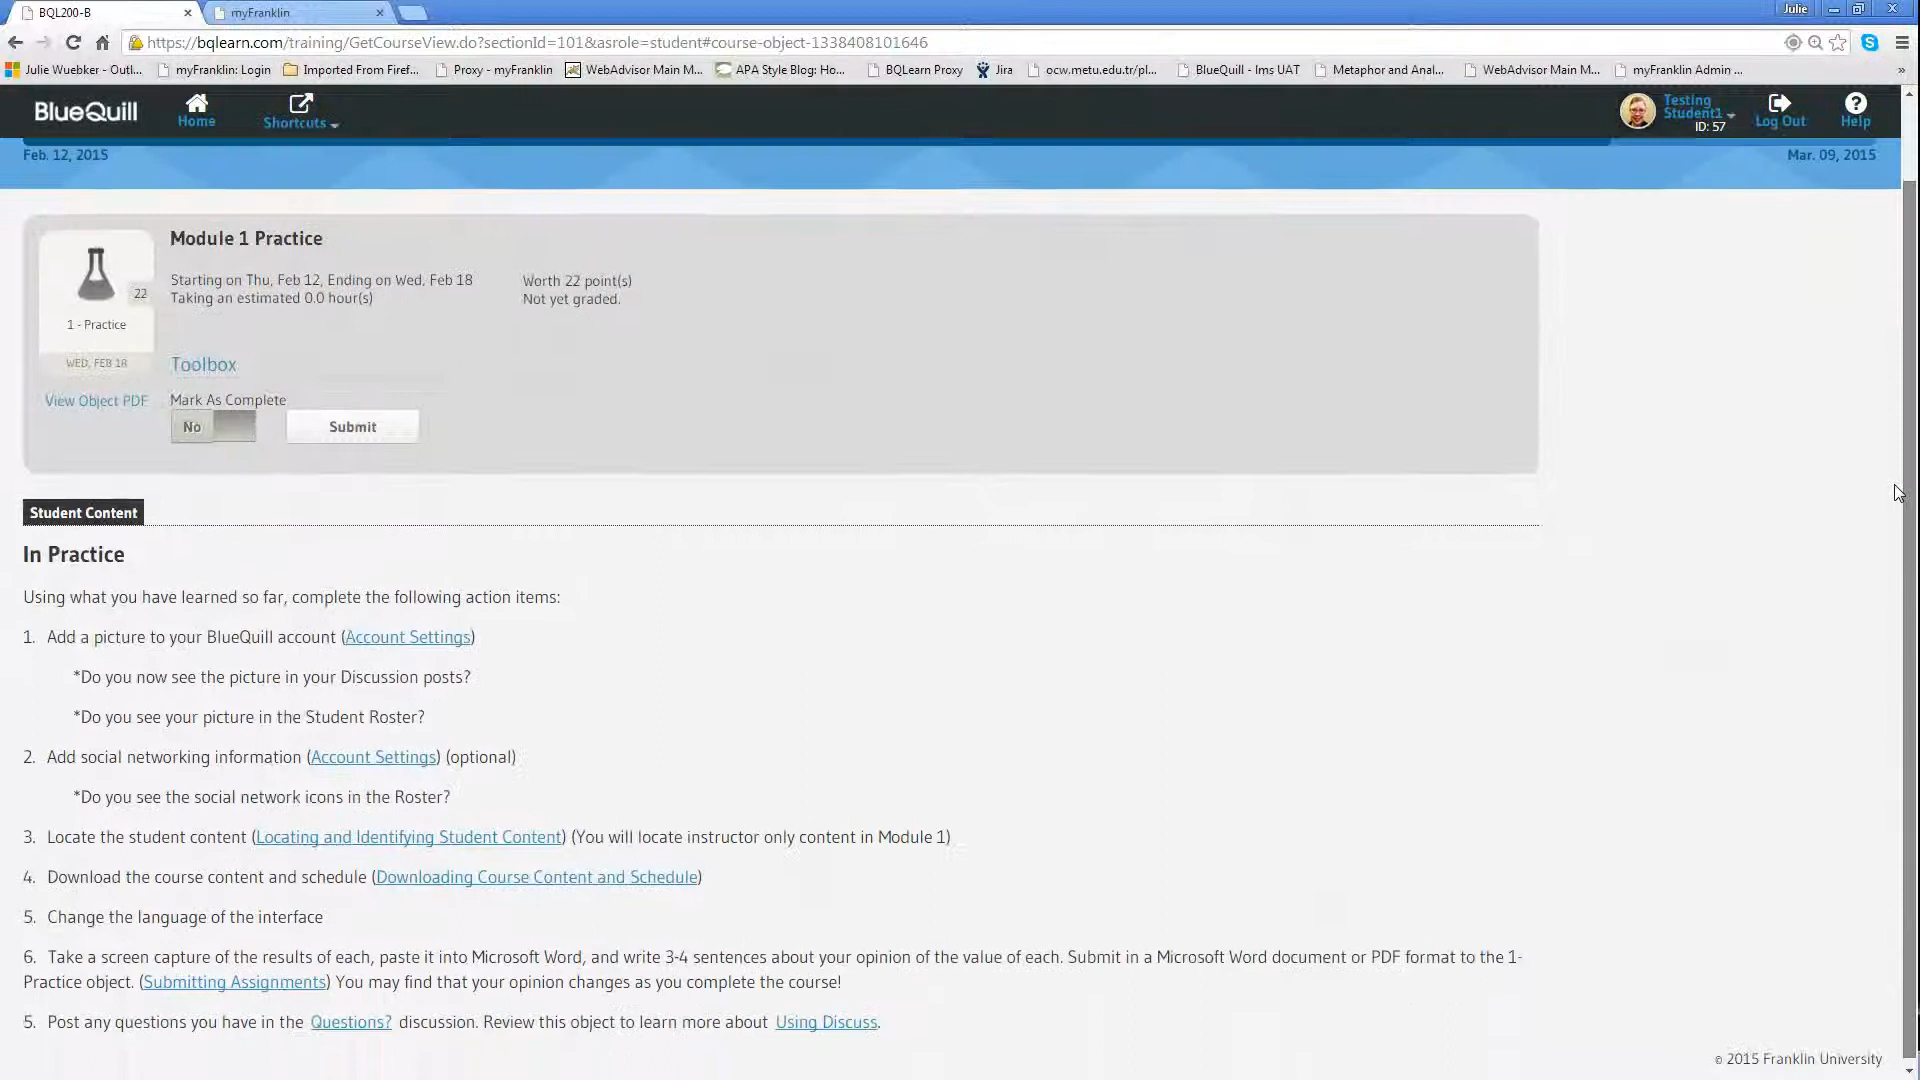 BQL200-B
myFranklin
Julie
https://bqlearn.com/training/GetCourseView.do?sectionId=101&asrole=student#course-object-1338408101646
Julie Wuebker - Outl...
myFranklin: Login
Imported From Firef...
Proxy - myFranklin
WebAdvisor Main M...
APA Style Blog: Ho...
BQLearn Proxy
Jira
ocw.metu.edu.tr/pl...
BlueQuill - Ims UAT
Metaphor and Anal...
WebAdvisor Main M...
myFranklin Admin ...
»
BlueQuill
Home
Shortcuts
Testing
Student1
ID: 57
Log Out
Help
Feb. 12, 2015
Mar. 09, 2015
22
1 - Practice
WED, FEB 18
View Object PDF
Module 1 Practice
Starting on Thu, Feb 12, Ending on Wed, Feb 18
Taking an estimated 0.0 hour(s)
Worth 22 point(s)
Not yet graded.
Toolbox
Mark As Complete
No
Submit
Student Content
In Practice
Using what you have learned so far, complete the following action items:
1. Add a picture to your BlueQuill account (Account Settings)
*Do you now see the picture in your Discussion posts?
*Do you see your picture in the Student Roster?
2. Add social networking information (Account Settings) (optional)
*Do you see the social network icons in the Roster?
3. Locate the student content (Locating and Identifying Student Content) (You will locate instructor only content in Module 1)
4. Download the course content and schedule (Downloading Course Content and Schedule)
5. Change the language of the interface
6. Take a screen capture of the results of each, paste it into Microsoft Word, and write 3-4 sentences about your opinion of the value of each. Submit in a Microsoft Word document or PDF format to the 1-
Practice object. (Submitting Assignments) You may find that your opinion changes as you complete the course!
5. Post any questions you have in the Questions? discussion. Review this object to learn more about Using Discuss.
© 2015 Franklin University